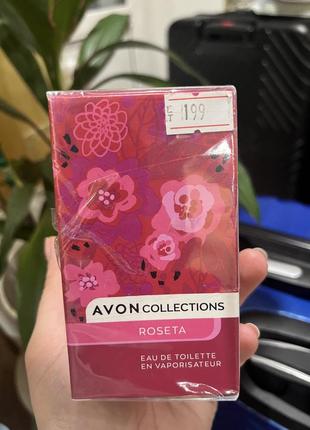 199
AVON COLLECTIONS
ROSETA
EAU DE TOILETTE
EN VAPORISATEUR